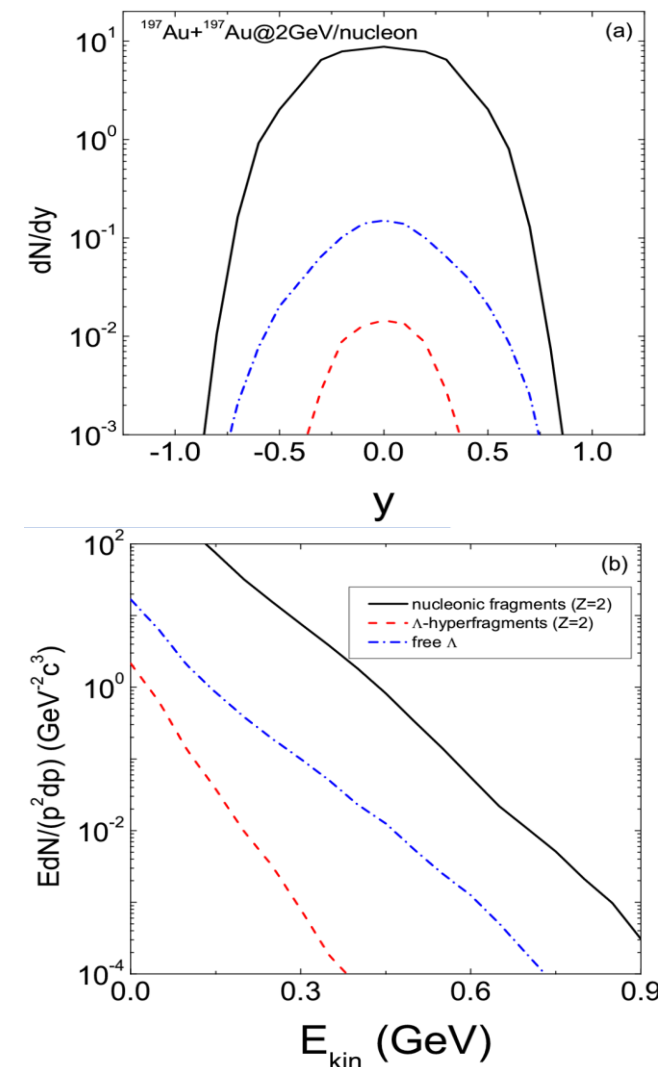 ¹⁹⁷Au+¹⁹⁷Au@2GeV/nucleon
(a)
10¹
10⁰
10⁻¹
10⁻²
10⁻³
dN/dy
-1.0 -0.5 0.0 0.5 1.0
y
(b)
nucleonic fragments (Z=2)
Λ-hyperfragments (Z=2)
free Λ
10²
10⁰
10⁻²
10⁻⁴
EdN/(p²dp) (GeV⁻²c³)
0.0 0.3 0.6 0.9
E_kin (GeV)